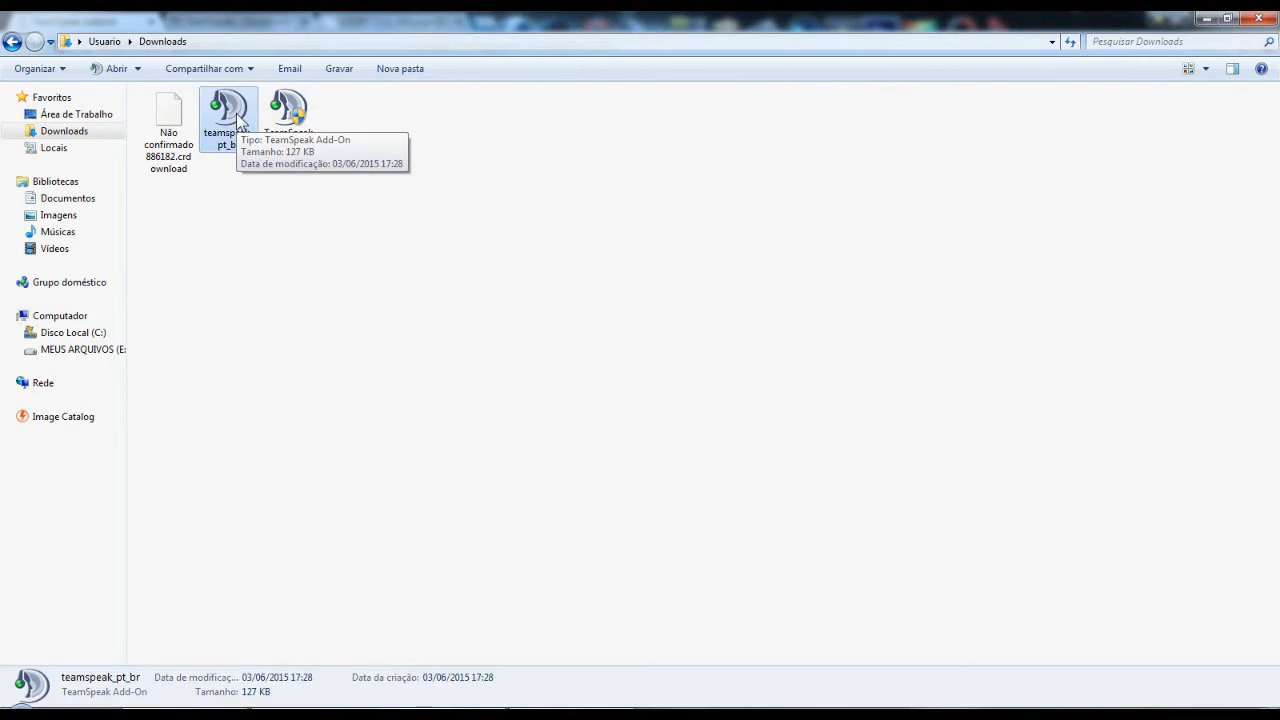 Usuario Downloads
Pesquisar Downloads
Organizar Abrir Compartilhar com Email Gravar Nova pasta
Favoritos
Área de Trabalho
Downloads
Locais
Bibliotecas
Documentos
Imagens
Músicas
Vídeos
Grupo doméstico
Computador
Disco Local (C:)
MEUS ARQUIVOS (E:
Rede
Image Catalog
Não
confirmado
886182.crd
ownload
Tipo: TeamSpeak Add-On
Tamanho: 127 KB
Data de modificação: 03/06/2015 17:28
teamspeak_pt_br Data de modificaç... 03/06/2015 17:28 Data da criação: 03/06/2015 17:28
TeamSpeak Add-On Tamanho: 127 KB